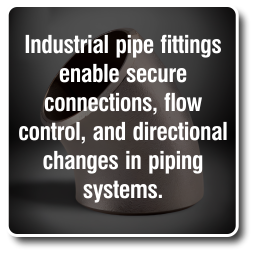 Industrial pipe fittings
enable secure
connections, flow
control, and directional
changes in piping
systems.